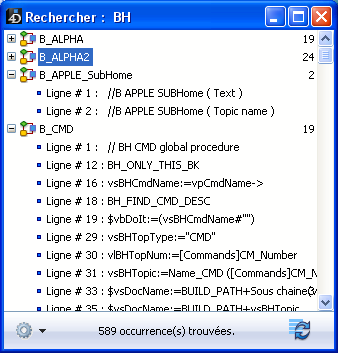 Rechercher : BH
B_ALPHA 19
B_ALPHA2 24
B_APPLE_SubHome 2
Ligne # 1 : //B APPLE SUBHome ( Text )
Ligne # 2 : //B APPLE SUBHome ( Topic name )
B_CMD 19
Ligne # 1 : // BH CMD global procedure
Ligne # 12 : BH_ONLY_THIS_BK
Ligne # 16 : vsBHCmdName:=vpCmdName->
Ligne # 18 : BH_FIND_CMD_DESC
Ligne # 19 : $vbDoIt:=(vsBHCmdName#"")
Ligne # 29 : vsBHTopType:="CMD"
Ligne # 30 : vlBHTopNum:=[Commands]CM_Number
Ligne # 31 : vsBHTopic:=Name_CMD ([Commands]CM_N
Ligne # 33 : $vsDocName:=BUILD_PATH+Sous chaine(v
Ligne # 35 : $vsDocName:=BUILD_PATH+vsBHTopic
589 occurrence(s) trouvées.